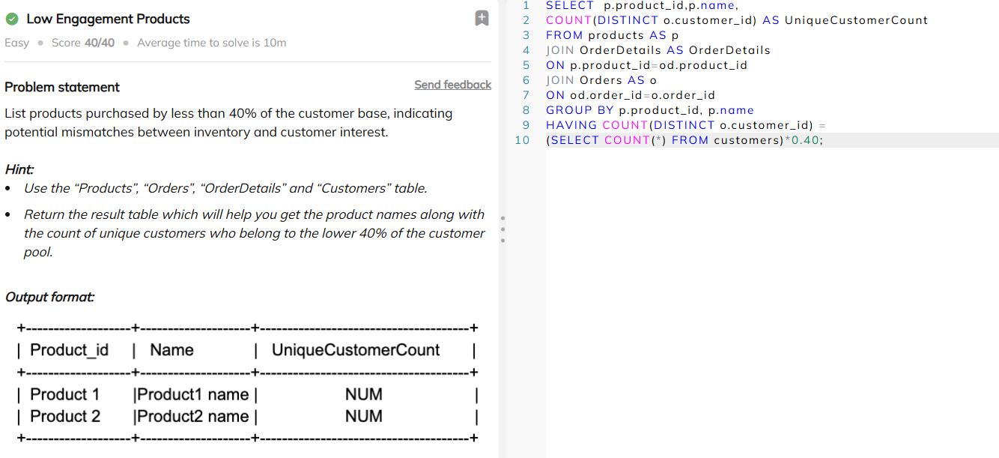 Low Engagement Products
Easy • Score 40/40 • Average time to solve is 10m
Problem statement
Send feedback
List products purchased by less than 40% of the customer base, indicating
potential mismatches between inventory and customer interest.
Hint:
• Use the “Products”, “Orders”, “OrderDetails” and “Customers” table.
• Return the result table which will help you get the product names along with
the count of unique customers who belong to the lower 40% of the customer
pool.
Output format:
+-------------------+--------------------+---------------------------------------+
| Product_id | Name | UniqueCustomerCount |
+-------------------+--------------------+---------------------------------------+
| Product 1 |Product1 name | NUM |
| Product 2 |Product2 name | NUM |
+-------------------+--------------------+---------------------------------------+
1 SELECT p.product_id,p.name,
2 COUNT(DISTINCT o.customer_id) AS UniqueCustomerCount
3 FROM products AS p
4 JOIN OrderDetails AS OrderDetails
5 ON p.product_id=od.product_id
6 JOIN Orders AS o
7 ON od.order_id=o.order_id
8 GROUP BY p.product_id, p.name
9 HAVING COUNT(DISTINCT o.customer_id) =
10 (SELECT COUNT(*) FROM customers)*0.40;